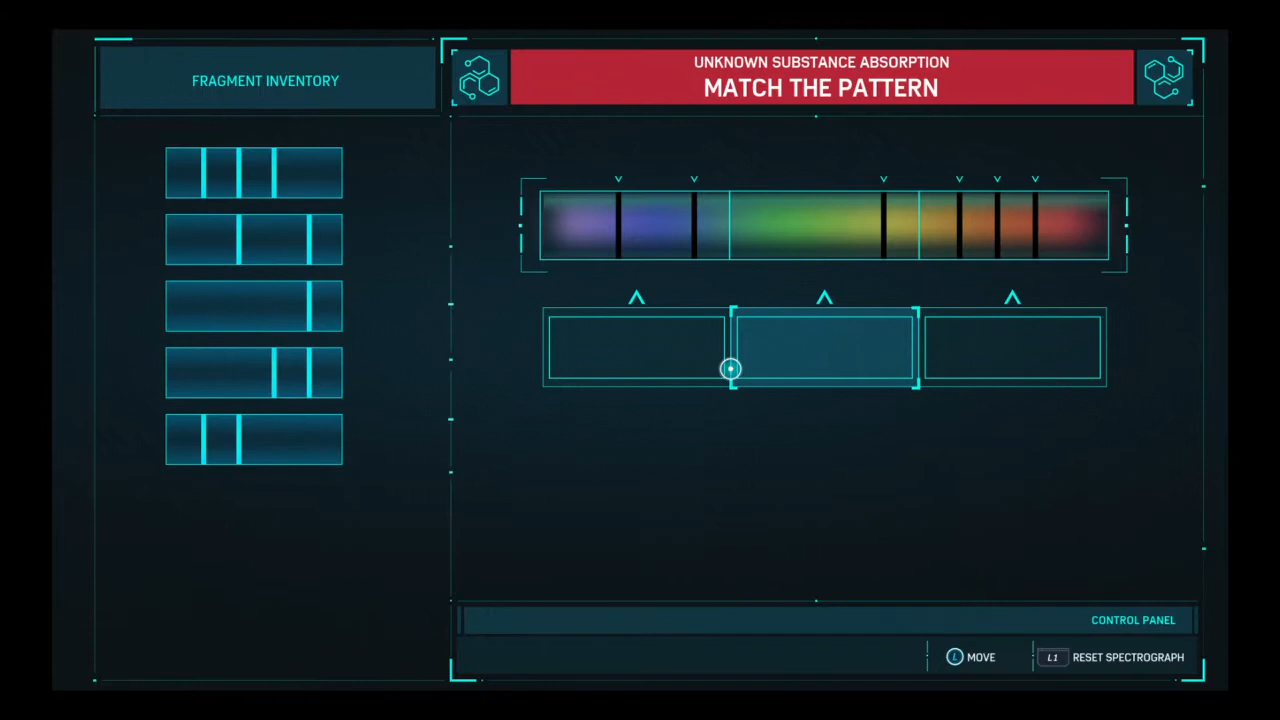 FRAGMENT INVENTORY
UNKNOWN SUBSTANCE ABSORPTION
MATCH THE PATTERN
CONTROL PANEL
L MOVE
L1 RESET SPECTROGRAPH